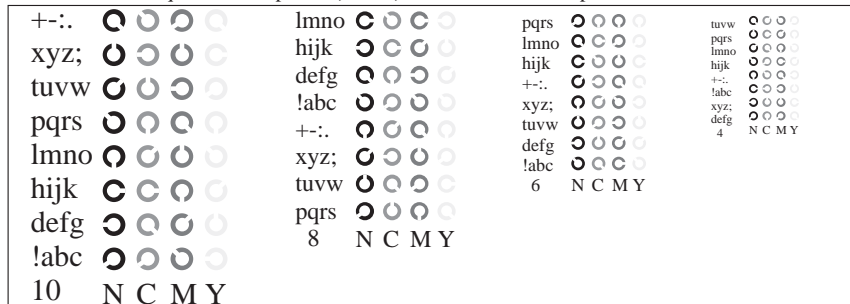 +-:.
xyz;
tuvw
pqrs
lmno
hijk
defg
!abc
10 N C M Y
lmno
hijk
defg
!abc
+-:.
xyz;
tuvw
pqrs
8 N C M Y
pqrs
lmno
hijk
+-:.
xyz;
tuvw
defg
!abc
6 N C M Y
tuvw
pqrs
lmno
hijk
+-:.
!abc
xyz;
defg
4 N C M Y